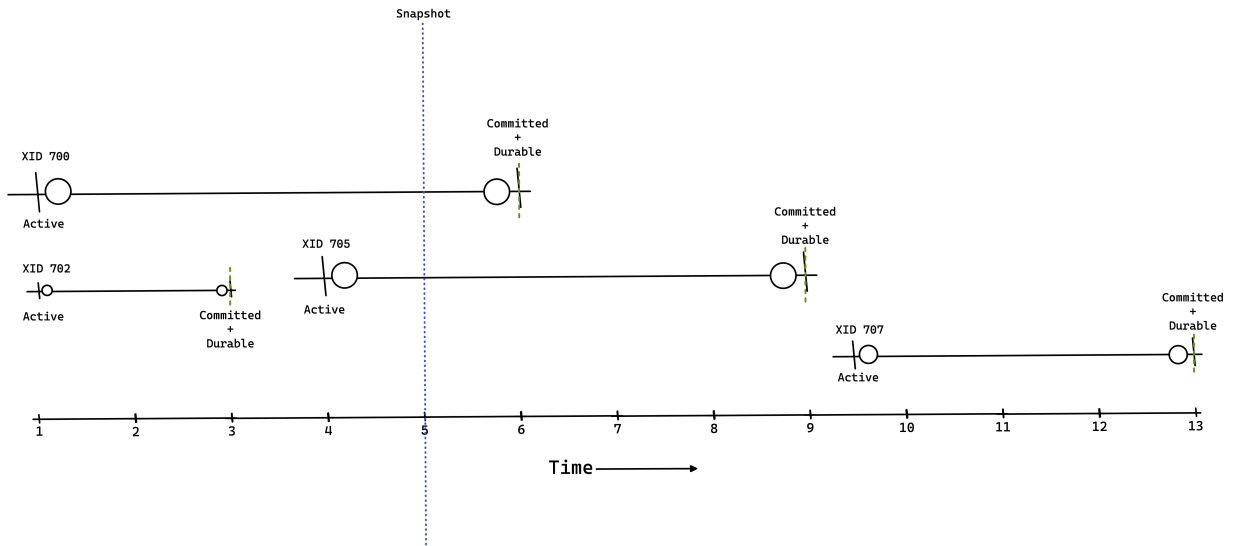 Snapshot
Committed
+
Durable
XID 700
Active
Committed
+
Durable
XID 705
Active
XID 702
Active
Committed
+
Durable
Committed
+
Durable
XID 707
Active
1 2 3 4 5 6 7 8 9 10 11 12 13
Time